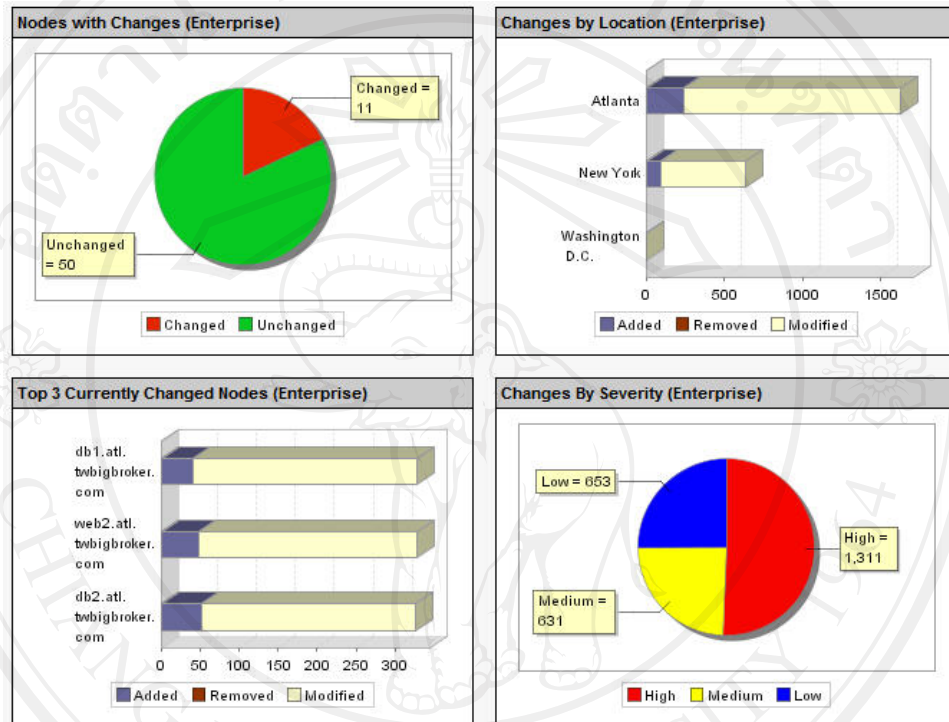 Nodes with Changes (Enterprise)
Changed =
11
Unchanged
= 50
Changed
Unchanged
Changes by Location (Enterprise)
Atlanta
New York
Washington
D.C.
0
500
1000
1500
Added
Removed
Modified
Top 3 Currently Changed Nodes (Enterprise)
db1.atl.
twbigbroker.
com
web2.atl.
twbigbroker.
com
db2.atl.
twbigbroker.
com
0
50
100
150
200
250
300
Added
Removed
Modified
Changes By Severity (Enterprise)
Low = 653
High =
1,311
Medium =
631
High
Medium
Low